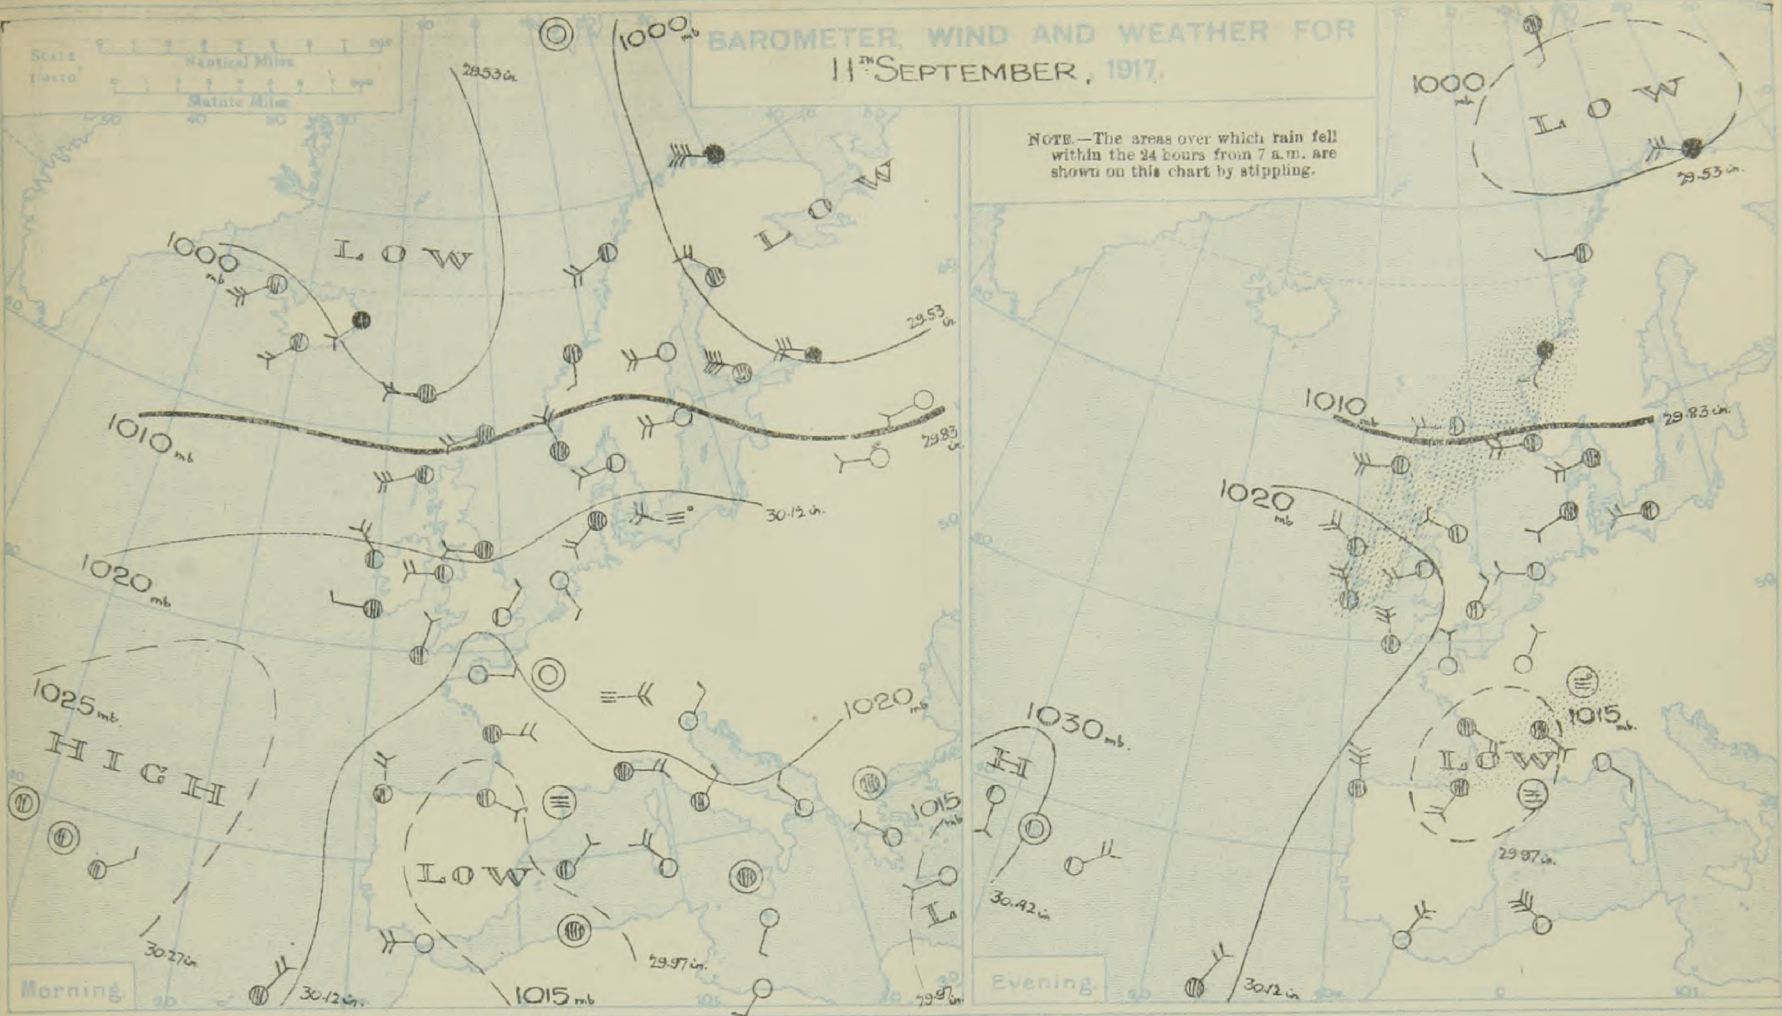 BAROMETER, WIND AND WEATHER FOR
11TH SEPTEMBER, 1917.
Nautical Miles
Statute Miles
NOTE.—The areas over which rain fell
within the 24 hours from 7 a.m. are
shown on this chart by stippling.
1000 mb
29.53 in.
1000 mb
LOW
LOW
1000 mb
29.53 in
1010 mb
29.83 in
1020 mb
30.12 in.
1025 mb.
HIGH
30.27 in
1020 mb
LOW
1015 mb
L
29.97 in.
29.97 in
30.12 in.
1015 mb
Morning
1000 mb
LOW
29.53 in.
1010 mb
29.83 in.
1020 mb
1030 mb.
H
30.42 in
1015 mb
LOW
29.97 in.
30.12 in
Evening.